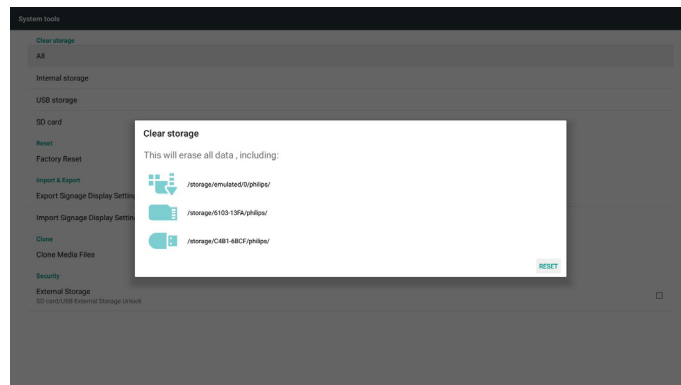 System tools
Clear storage
All
Internal storage
USB storage
SD card
Reset
Factory Reset
Import & Export
Export Signage Display Settin
Import Signage Display Settin
Clone
Clone Media Files
Security
External Storage
SD card/USB External Storage Unlock
Clear storage
This will erase all data , including:
/storage/emulated/0/philips/
/storage/6103-13FA/philips/
/storage/C4B1-6BCF/philips/
RESET